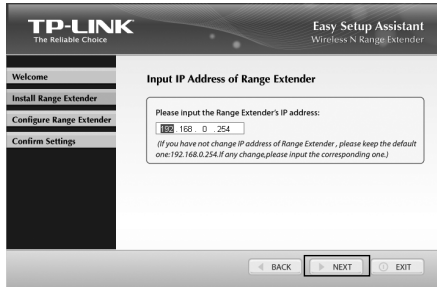 TP-LINK
The Reliable Choice
Easy Setup Assistant
Wireless N Range Extender
Welcome
Install Range Extender
Configure Range Extender
Confirm Settings
Input IP Address of Range Extender
Please input the Range Extender's IP address:
192 . 168 . 0 . 254
(If you have not change IP address of Range Extender , please keep the default
one:192.168.0.254.If any change,please input the corresponding one.)
BACK
NEXT
EXIT